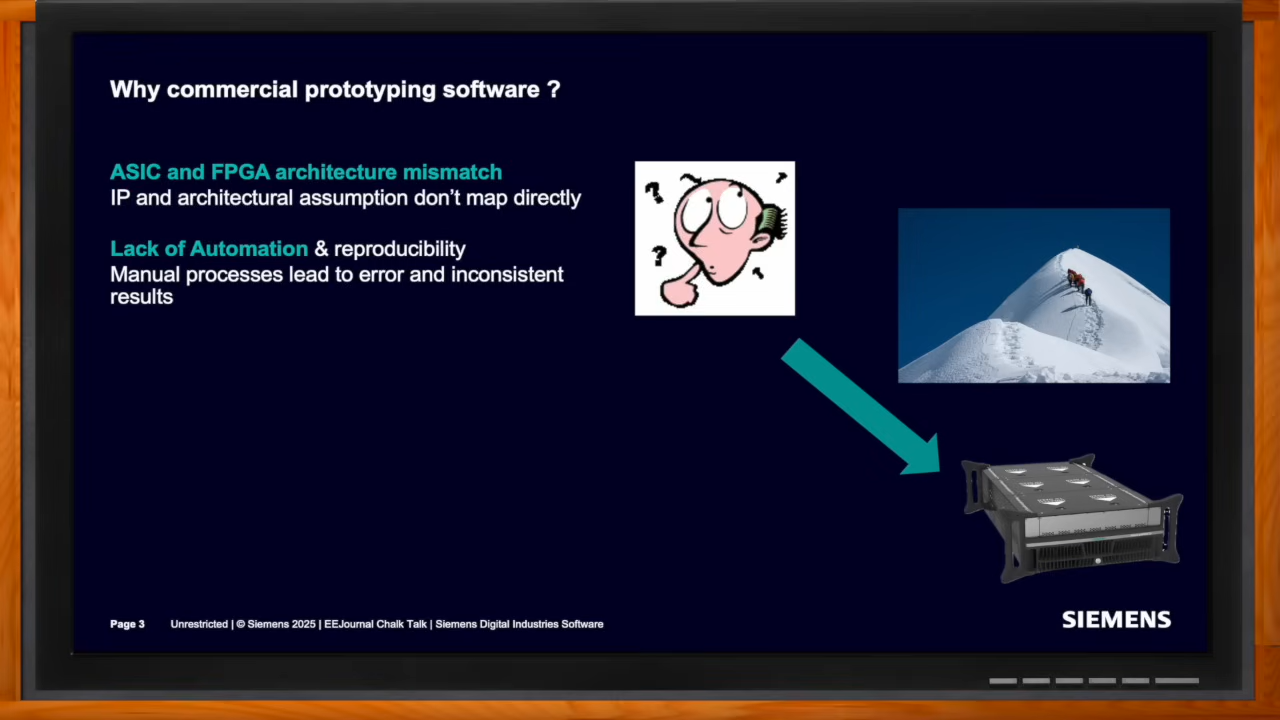 Why commercial prototyping software ?
ASIC and FPGA architecture mismatch
IP and architectural assumption don’t map directly
Lack of Automation & reproducibility
Manual processes lead to error and inconsistent
results
Page 3
Unrestricted | © Siemens 2025 | EEJournal Chalk Talk | Siemens Digital Industries Software
SIEMENS